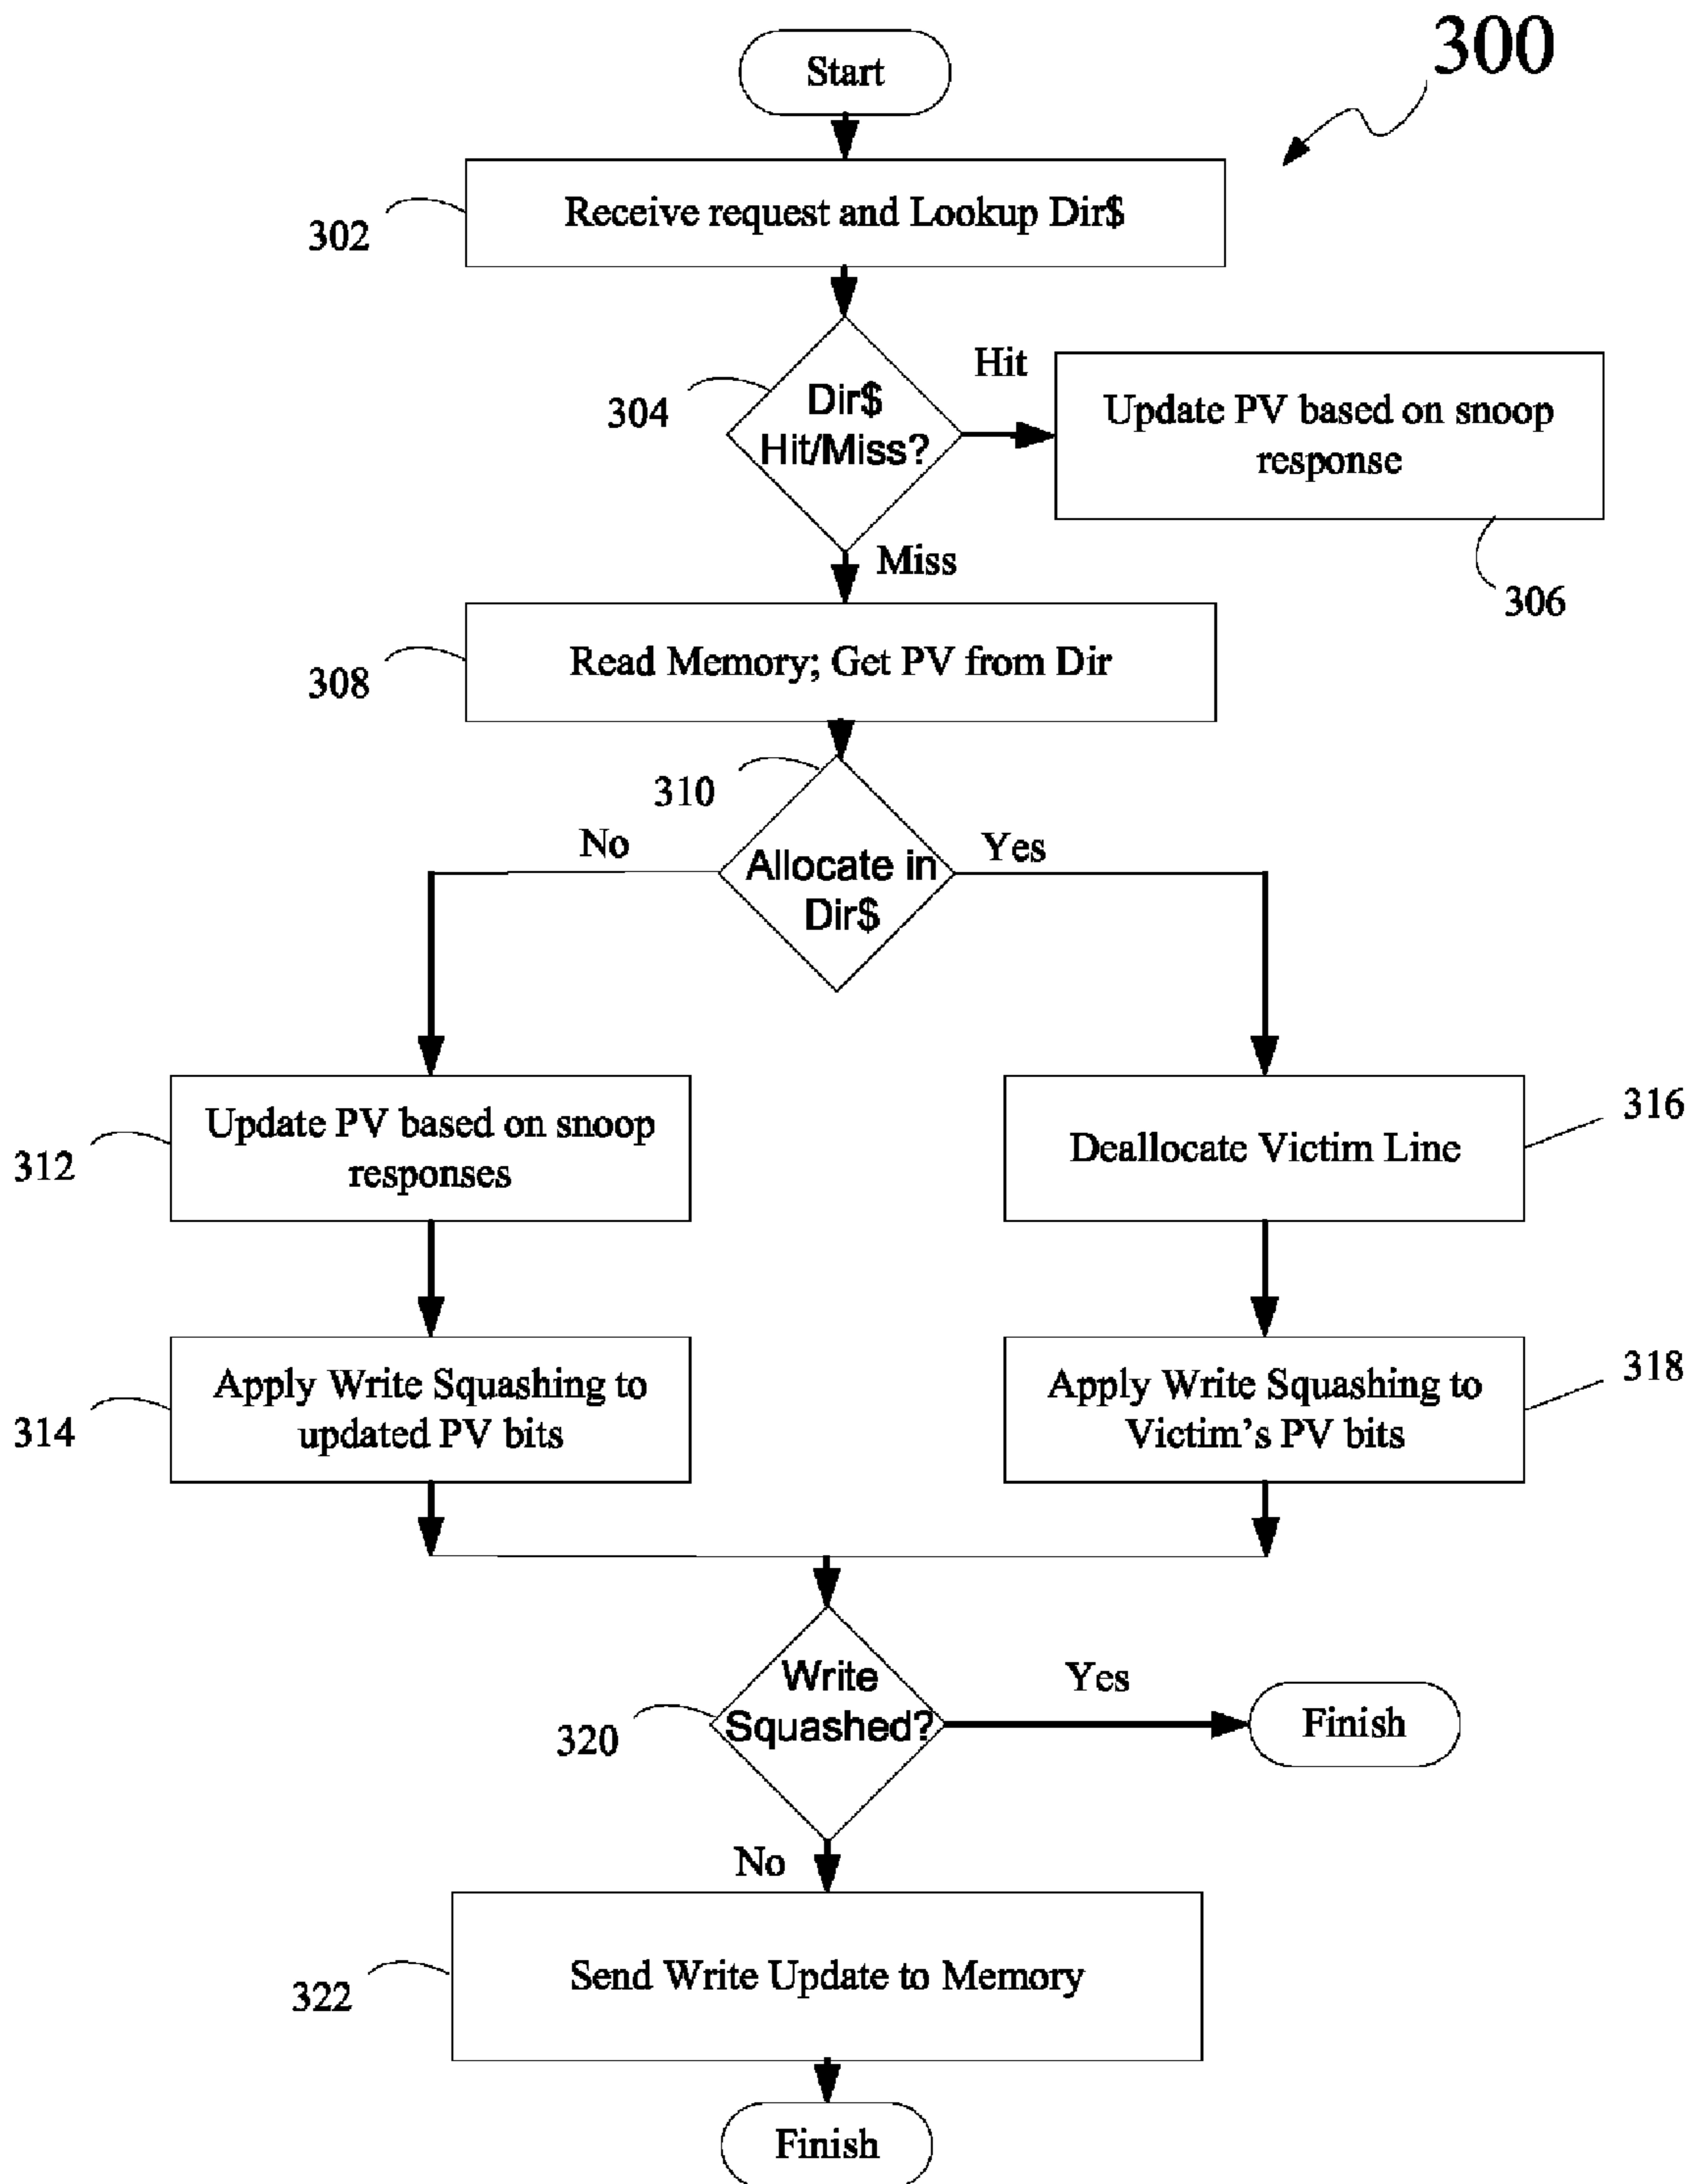 300
Start
302
Receive request and Lookup Dir$
304
Dir$
Hit/Miss?
Hit
Update PV based on snoop
response
306
Miss
308
Read Memory; Get PV from Dir
310
Allocate in
Dir$
No
Yes
312
Update PV based on snoop
responses
Deallocate Victim Line
316
314
Apply Write Squashing to
updated PV bits
Apply Write Squashing to
Victim's PV bits
318
320
Write
Squashed?
Yes
Finish
No
322
Send Write Update to Memory
Finish